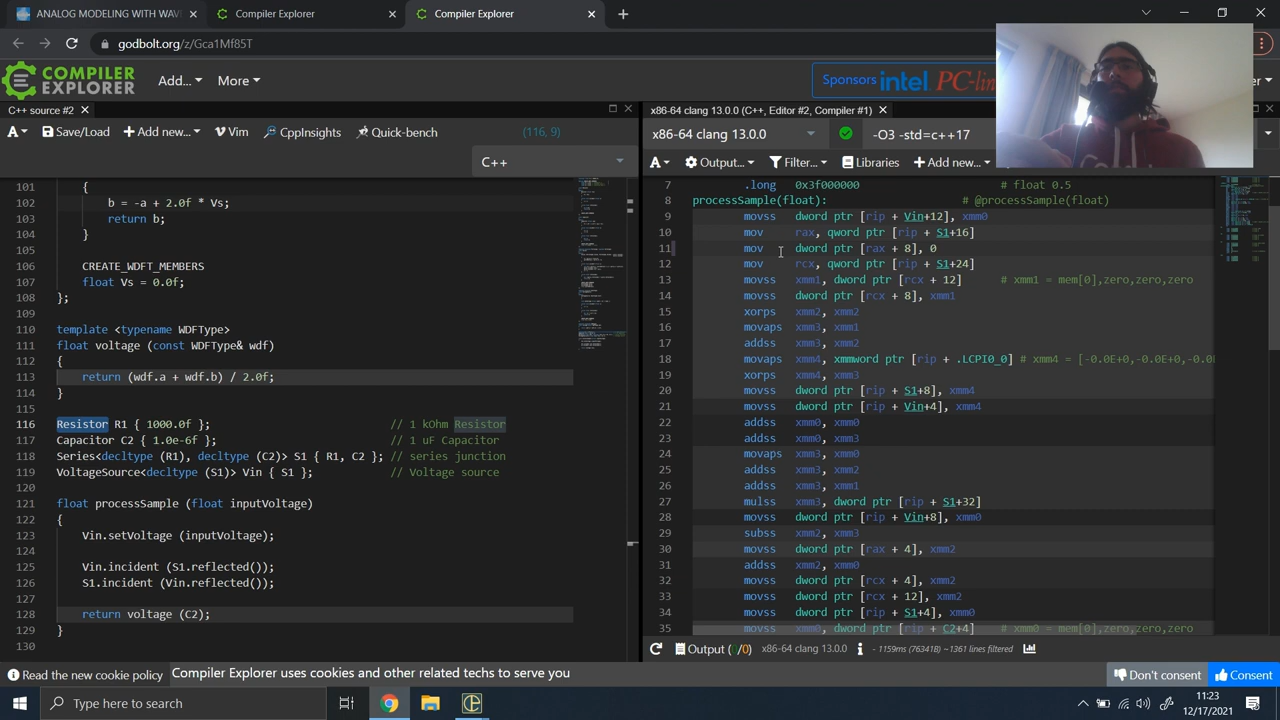 ANALOG MODELING WITH WAV
Compiler Explorer
Compiler Explorer
godbolt.org/z/Gca1Mf85T
COMPILER
EXPLORER
Add...
More
Sponsors intel PC-lin
C++ source #2
A
Save/Load
Add new...
Vim
CppInsights
Quick-bench
(116, 9)
C++
101 {
102 b = -a + 2.0f * Vs;
103 return b;
104 }
105
106 CREATE_WDFT_MEMBERS
107 float Vs = 0.0f;
108 };
109
110 template <typename WDFType>
111 float voltage (const WDFType& wdf)
112 {
113 return (wdf.a + wdf.b) / 2.0f;
114 }
115
116 Resistor R1 { 1000.0f }; // 1 kOhm Resistor
117 Capacitor C2 { 1.0e-6f }; // 1 uF Capacitor
118 Series<decltype (R1), decltype (C2)> S1 { R1, C2 }; // series junction
119 VoltageSource<decltype (S1)> Vin { S1 }; // Voltage source
120
121 float processSample (float inputVoltage)
122 {
123 Vin.setVoltage (inputVoltage);
124
125 Vin.incident (S1.reflected());
126 S1.incident (Vin.reflected());
127
128 return voltage (C2);
129 }
130
x86-64 clang 13.0.0 (C++, Editor #2, Compiler #1)
x86-64 clang 13.0.0
-O3 -std=c++17
A
Output...
Filter...
Libraries
Add new...
7 .long 0x3f000000 # float 0.5
8 processSample(float): # @processSample(float)
9 movss dword ptr [rip + Vin+12], xmm0
10 mov rax, qword ptr [rip + S1+16]
11 mov dword ptr [rax + 8], 0
12 mov rcx, qword ptr [rip + S1+24]
13 movss xmm1, dword ptr [rcx + 12] # xmm1 = mem[0],zero,zero,zero
14 movss dword ptr [rcx + 8], xmm1
15 xorps xmm2, xmm2
16 movaps xmm3, xmm1
17 addss xmm3, xmm2
18 movaps xmm4, xmmword ptr [rip + .LCPI0_0] # xmm4 = [-0.0E+0,-0.0E+0,-0.0
19 xorps xmm4, xmm3
20 movss dword ptr [rip + S1+8], xmm4
21 movss dword ptr [rip + Vin+4], xmm4
22 addss xmm0, xmm0
23 addss xmm0, xmm3
24 movaps xmm3, xmm0
25 addss xmm3, xmm2
26 addss xmm3, xmm1
27 mulss xmm3, dword ptr [rip + S1+32]
28 movss dword ptr [rip + Vin+8], xmm0
29 subss xmm2, xmm3
30 movss dword ptr [rax + 4], xmm2
31 addss xmm2, xmm0
32 movss dword ptr [rcx + 4], xmm2
33 movss dword ptr [rcx + 12], xmm2
34 movss dword ptr [rip + S1+4], xmm0
35 movss xmm0, dword ptr [rip + C2+4] # xmm0 = mem[0],zero,zero,zero
Output (0/0) x86-64 clang 13.0.0 - 1159ms (76341B) ~1361 lines filtered
Read the new cookie policy
Compiler Explorer uses cookies and other related techs to serve you
Don't consent
Consent
Type here to search
11:23
12/17/2021